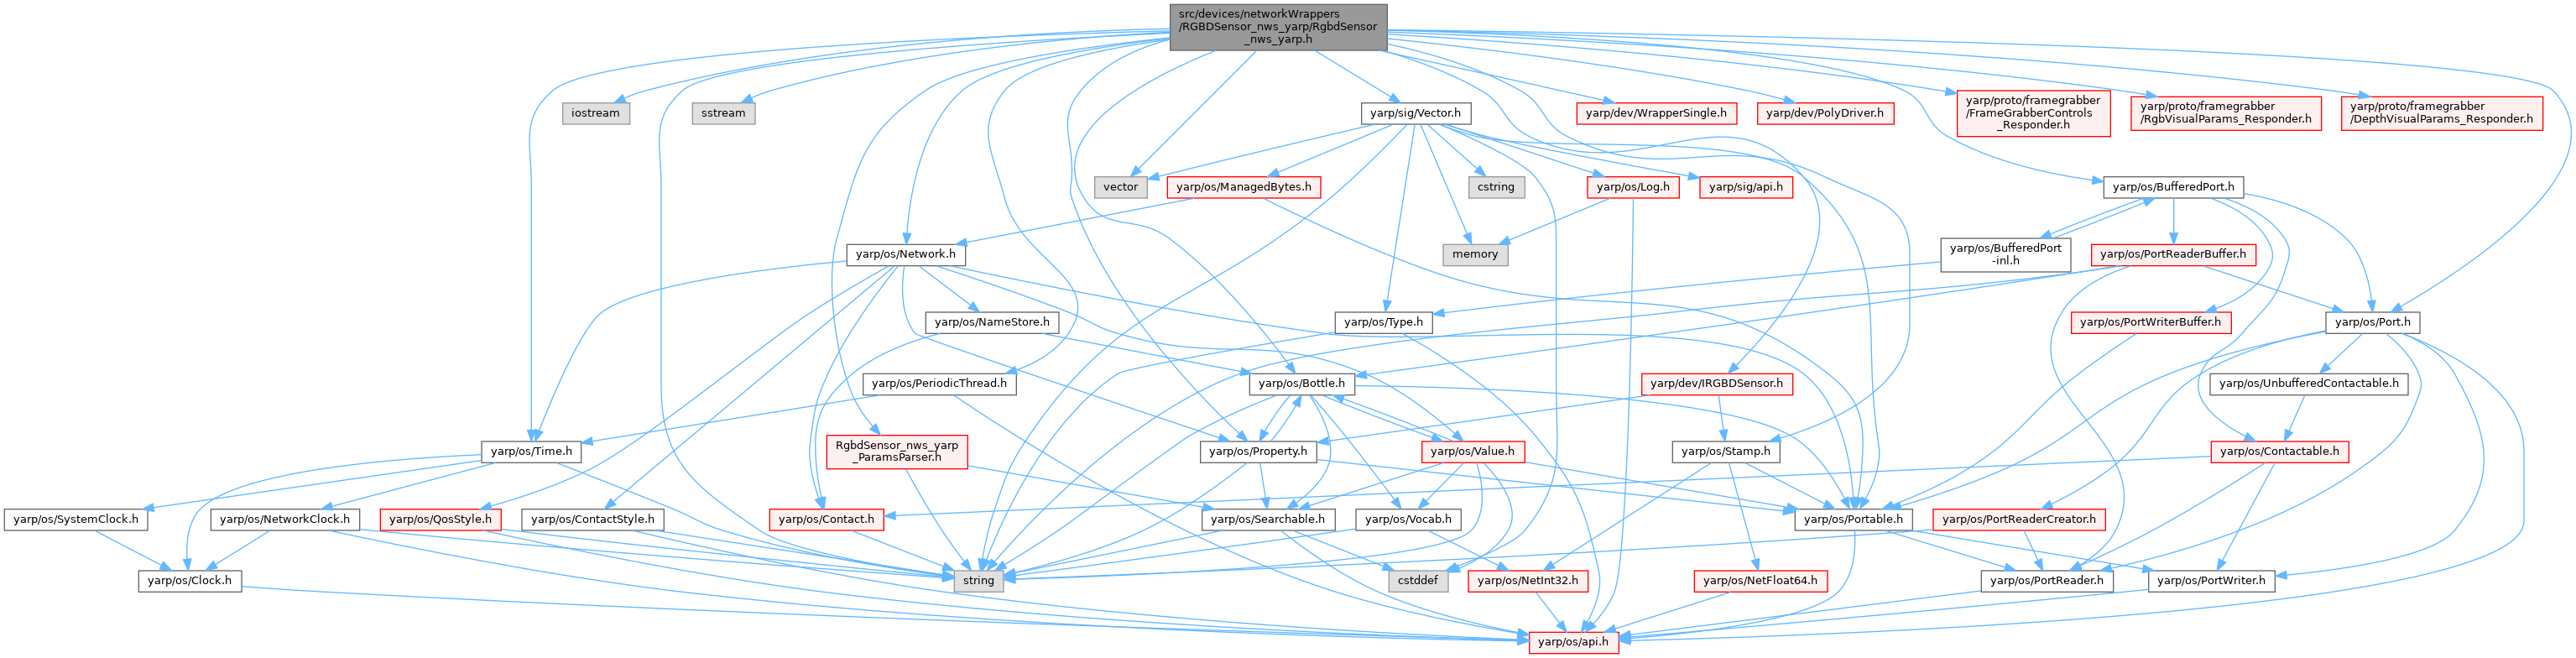 src/devices/networkWrappers
/RGBDSensor_nws_yarp/RgbdSensor
_nws_yarp.h
iostream
sstream
yarp/sig/Vector.h
yarp/dev/WrapperSingle.h
yarp/dev/PolyDriver.h
yarp/proto/framegrabber
/FrameGrabberControls
_Responder.h
yarp/proto/framegrabber
/RgbVisualParams_Responder.h
yarp/proto/framegrabber
/DepthVisualParams_Responder.h
vector
yarp/os/ManagedBytes.h
cstring
yarp/os/Log.h
yarp/sig/api.h
yarp/os/BufferedPort.h
yarp/os/Network.h
memory
yarp/os/BufferedPort
-inl.h
yarp/os/PortReaderBuffer.h
yarp/os/NameStore.h
yarp/os/Type.h
yarp/os/PortWriterBuffer.h
yarp/os/Port.h
yarp/os/PeriodicThread.h
yarp/os/Bottle.h
yarp/dev/IRGBDSensor.h
yarp/os/UnbufferedContactable.h
yarp/os/Time.h
RgbdSensor_nws_yarp
_ParamsParser.h
yarp/os/Property.h
yarp/os/Value.h
yarp/os/Stamp.h
yarp/os/Contactable.h
yarp/os/SystemClock.h
yarp/os/NetworkClock.h
yarp/os/QosStyle.h
yarp/os/ContactStyle.h
yarp/os/Contact.h
yarp/os/Searchable.h
yarp/os/Vocab.h
yarp/os/Portable.h
yarp/os/PortReaderCreator.h
yarp/os/Clock.h
string
cstddef
yarp/os/NetInt32.h
yarp/os/NetFloat64.h
yarp/os/PortReader.h
yarp/os/PortWriter.h
yarp/os/api.h